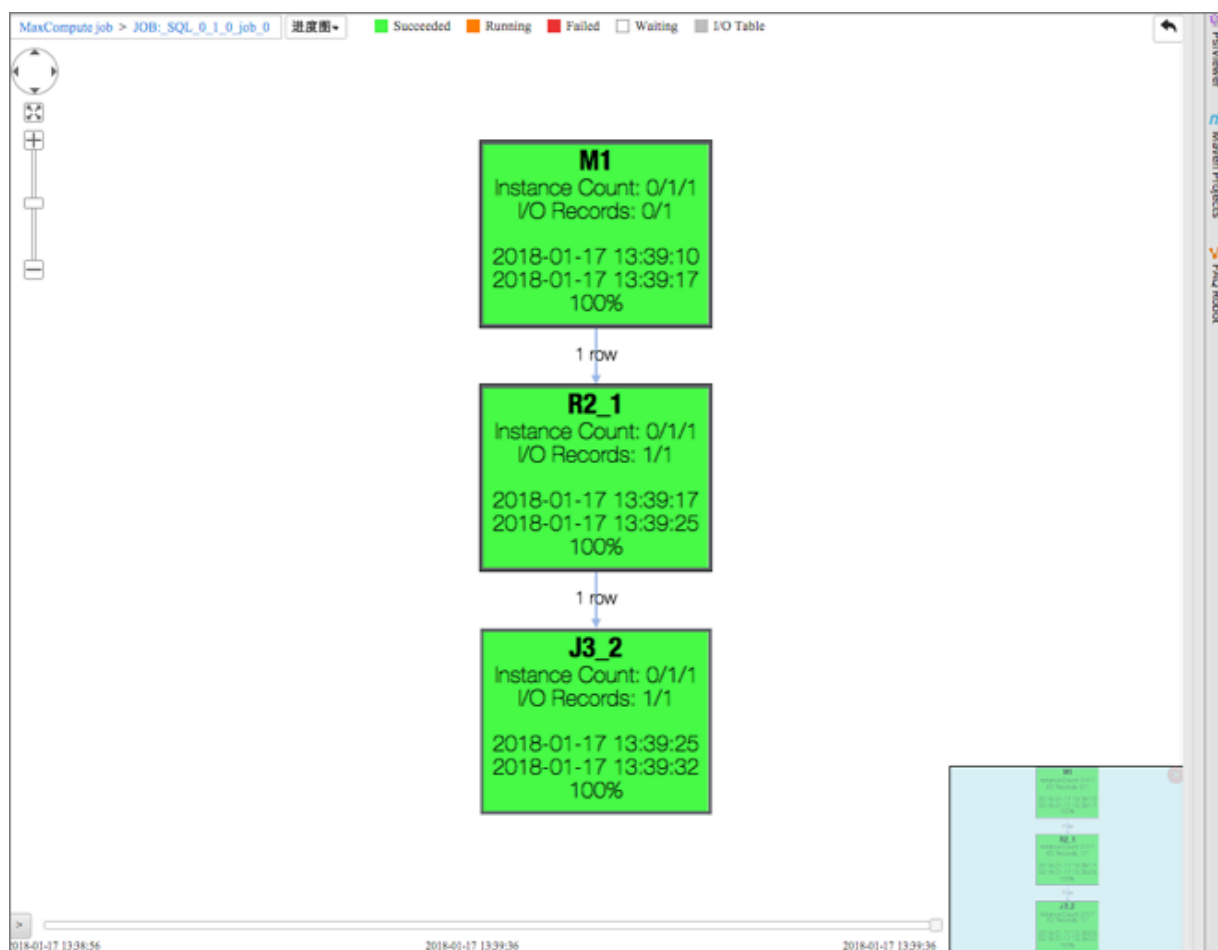 MaxCompute job > JOB:_SQL_0_1_0_job_0
进度图
Succeeded
Running
Failed
Waiting
I/O Table
M1
Instance Count: 0/1/1
I/O Records: 0/1
2018-01-17 13:39:10
2018-01-17 13:39:17
100%
1 row
R2_1
Instance Count: 0/1/1
I/O Records: 1/1
2018-01-17 13:39:17
2018-01-17 13:39:25
100%
1 row
J3_2
Instance Count: 0/1/1
I/O Records: 1/1
2018-01-17 13:39:25
2018-01-17 13:39:32
100%
Maven Projects
FAQ Robot
>
2018-01-17 13:38:56
2018-01-17 13:39:36
2018-01-17 13:39:36